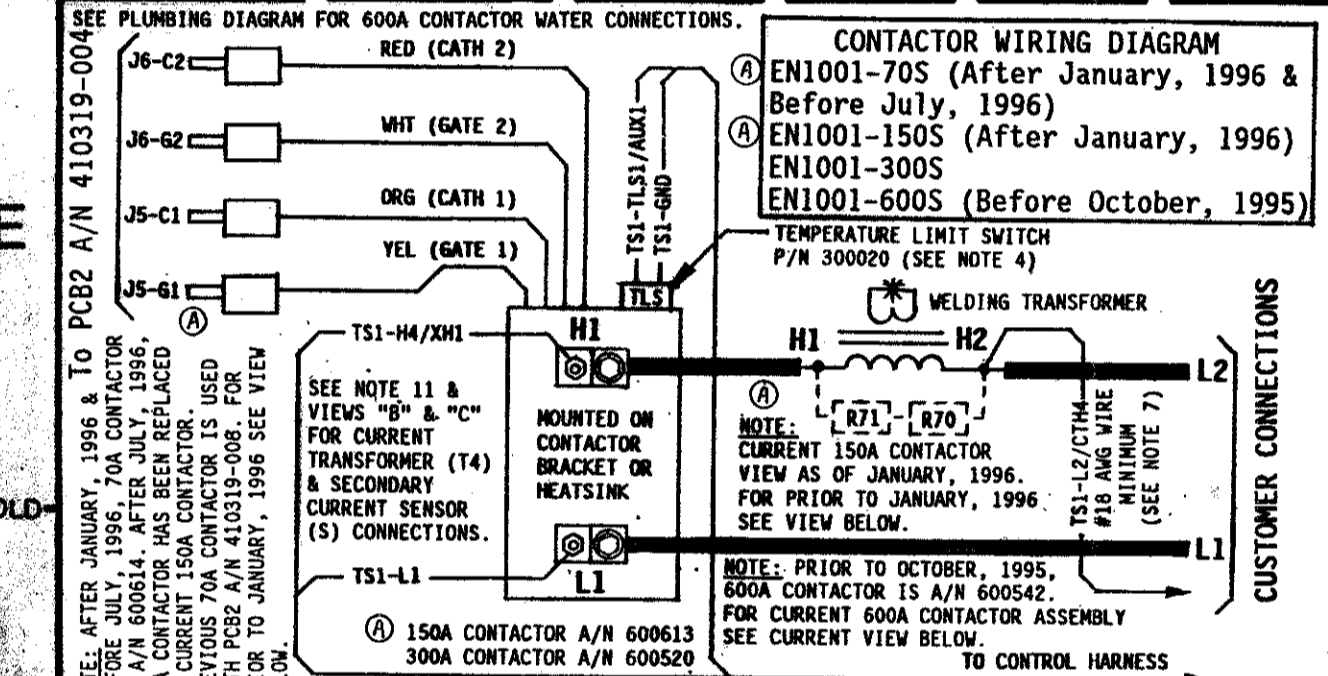 SEE PLUMBING DIAGRAM FOR 600A CONTACTOR WATER CONNECTIONS.
TO PCB2 A/N 410319-004
J6-C2
RED (CATH 2)
J6-G2
WHT (GATE 2)
J5-C1
ORG (CATH 1)
J5-G1
YEL (GATE 1)
A
TS1-TLS1/AUX1
TS1-GND
CONTACTOR WIRING DIAGRAM
A EN1001-70S (After January, 1996 &
Before July, 1996)
A EN1001-150S (After January, 1996)
EN1001-300S
EN1001-600S (Before October, 1995)
TEMPERATURE LIMIT SWITCH
P/N 300020 (SEE NOTE 4)
TLS
WELDING TRANSFORMER
H1
H2
L2
R71
R70
TS1-H4/XH1
H1
SEE NOTE 11 &
VIEWS "B" & "C"
FOR CURRENT
TRANSFORMER (T4)
& SECONDARY
CURRENT SENSOR
(S) CONNECTIONS.
MOUNTED ON
CONTACTOR
BRACKET OR
HEATSINK
A
NOTE:
CURRENT 150A CONTACTOR
VIEW AS OF JANUARY, 1996.
FOR PRIOR TO JANUARY, 1996
SEE VIEW BELOW.
TS1-L2/CTH4
#18 AWG WIRE
MINIMUM
(SEE NOTE 7)
CUSTOMER CONNECTIONS
TS1-L1
L1
L1
NOTE: PRIOR TO OCTOBER, 1995,
600A CONTACTOR IS A/N 600542.
FOR CURRENT 600A CONTACTOR ASSEMBLY
SEE CURRENT VIEW BELOW.
A 150A CONTACTOR A/N 600613
300A CONTACTOR A/N 600520
TO CONTROL HARNESS
TE: AFTER JANUARY, 1996 &
FORE JULY, 1996, 70A CONTACTOR
A/N 600614. AFTER JULY, 1996,
A CONTACTOR HAS BEEN REPLACED
CURRENT 150A CONTACTOR.
EVIOUS 70A CONTACTOR IS USED
TH PCB2 A/N 410319-008. FOR
OR TO JANUARY, 1996 SEE VIEW
LOW.
OLD